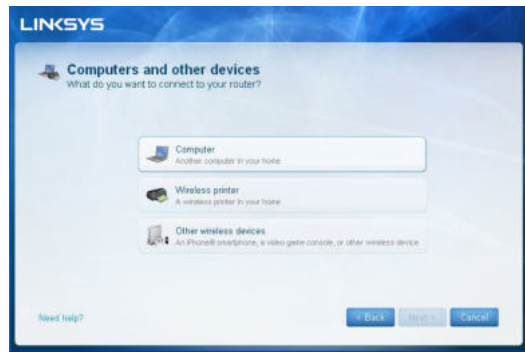 LINKSYS
Computers and other devices
What do you want to connect to your router?
Computer
Another computer in your home
Wireless printer
A wireless printer in your home
Other wireless devices
An iPhone® smartphone, a video game console, or other wireless device
Need help?
< Back
Next >
Cancel